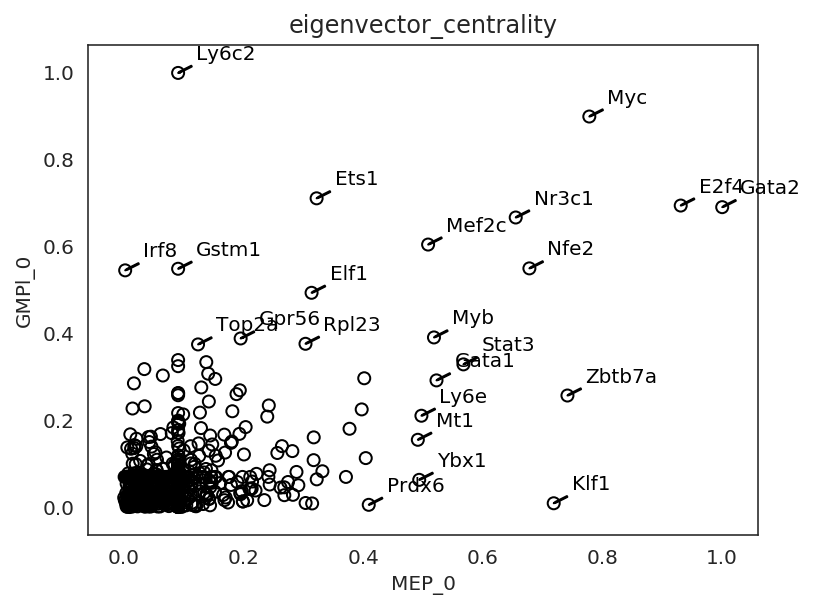 eigenvector_centrality
Ly6c2
Myc
Ets1
Nr3c1
E2f4
Gata2
Mef2c
Irf8
Gstm1
Nfe2
Elf1
Gpr56
Top2a
Rpl23
Myb
Stat3
Gata1
Zbtb7a
Ly6e
Mt1
Ybx1
Prdx6
Klf1
1.0
0.8
0.6
0.4
0.2
0.0
GMPl_0
0.0 0.2 0.4 0.6 0.8 1.0
MEP_0